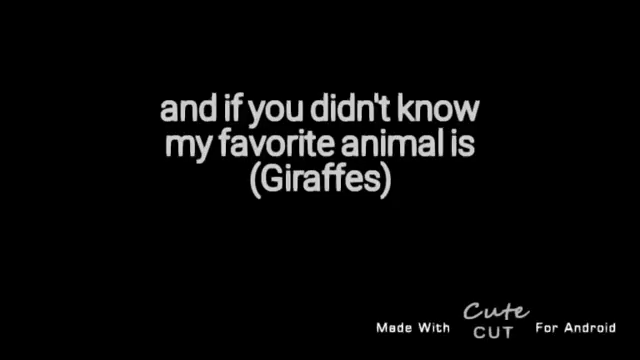 and if you didn't know
my favorite animal is
(Giraffes)
Made With Cute CUT For Android